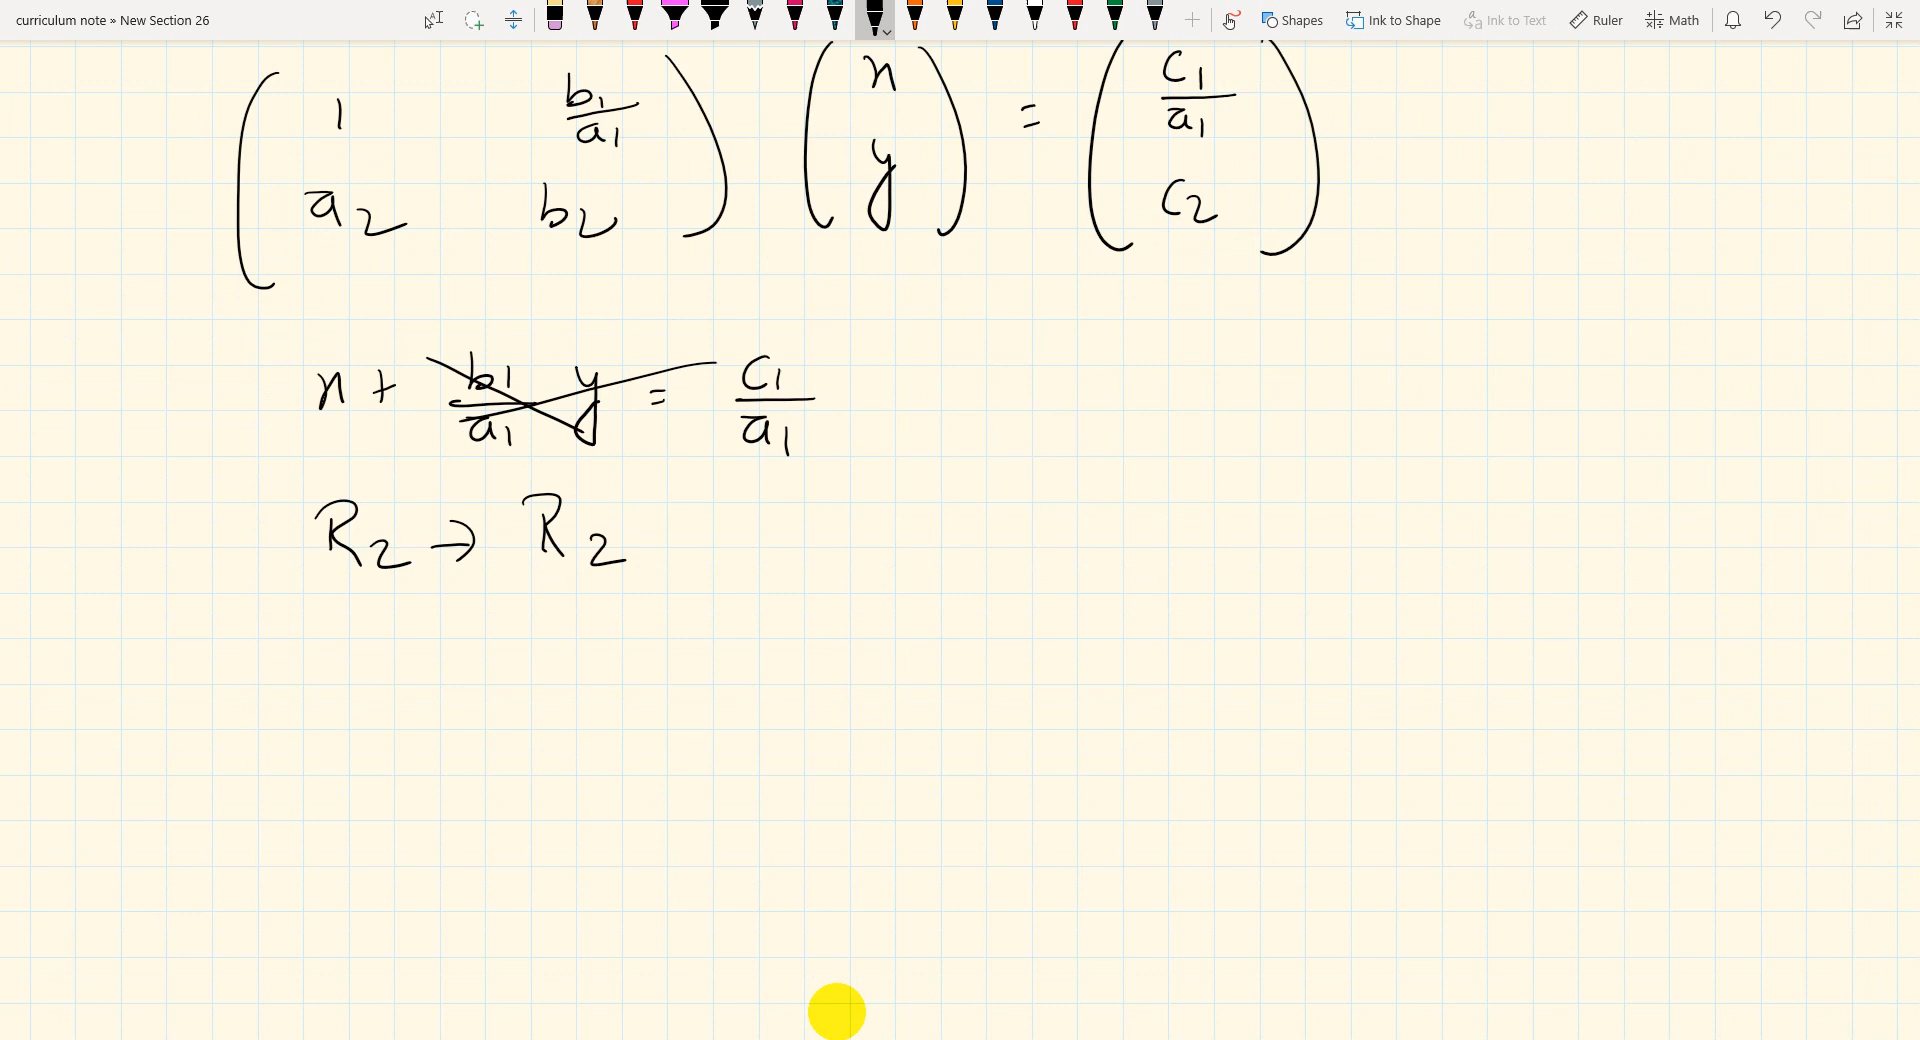 curriculum note » New Section 26
Shapes Ink to Shape Ink to Text Ruler Math
( 1 b₁/a₁ ) ( x ) = ( c₁/a₁ )
( a₂ b₂ ) ( y ) ( c₂ )
x + b₁/a₁ y = c₁/a₁
R₂ → R₂